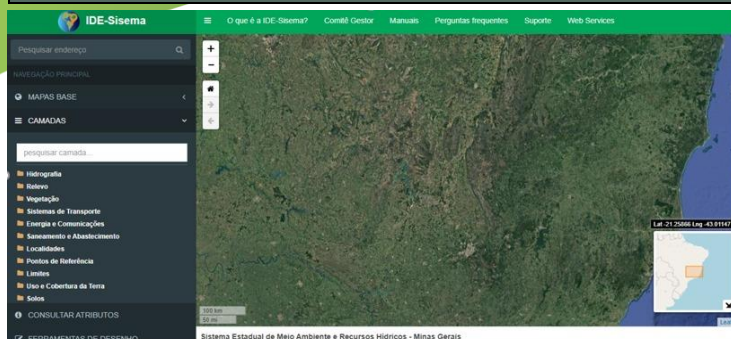 IDE-Sisema
O que é a IDE-Sisema? Comitê Gestor Manuais Perguntas frequentes Suporte Web Services
Pesquisar endereço
NAVEGAÇÃO PRINCIPAL
MAPAS BASE
CAMADAS
pesquisar camada...
Hidrografia
Relevo
Vegetação
Sistemas de Transporte
Energia e Comunicações
Saneamento e Abastecimento
Localidades
Pontos de Referência
Limites
Uso e Cobertura da Terra
Solos
CONSULTAR ATRIBUTOS
FERRAMENTAS DE DESENHO
+
−
Lat -21.25866 Lng -43.01147
100 km
50 mi
Sistema Estadual de Meio Ambiente e Recursos Hídricos - Minas Gerais